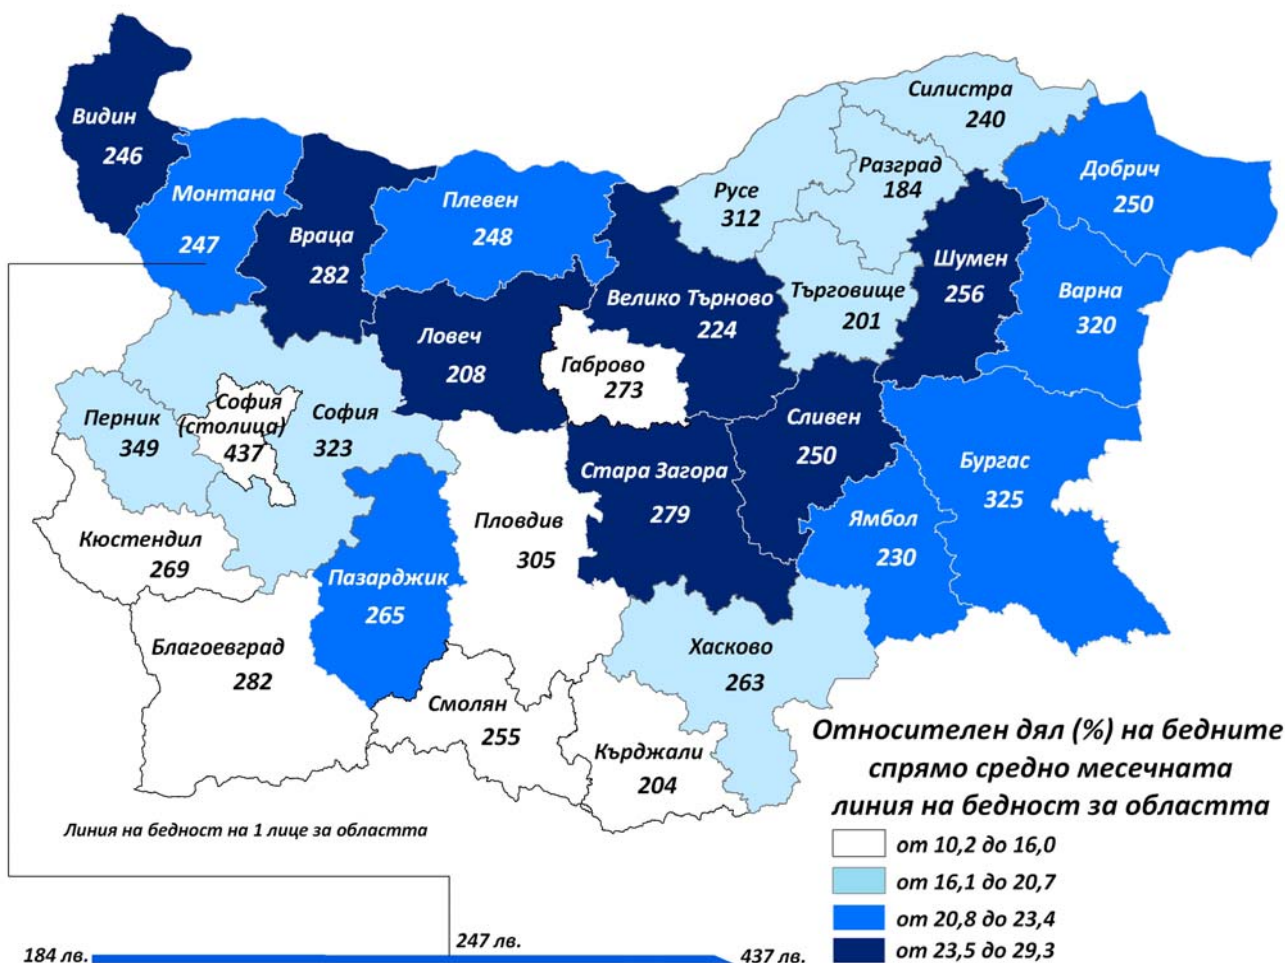 Видин
246
Монтана
247
Враца
282
Плевен
248
Ловеч
208
Велико Търново
224
Габрово
273
Русе
312
Силистра
240
Разград
184
Търговище
201
Шумен
256
Добрич
250
Варна
320
Перник
349
София
(столица)
437
София
323
Кюстендил
269
Благоевград
282
Пазарджик
265
Пловдив
305
Стара Загора
279
Сливен
250
Ямбол
230
Бургас
325
Смолян
255
Кърджали
204
Хасково
263
Линия на бедност на 1 лице за областта
Относителен дял (%) на бедните
спрямо средно месечната
линия на бедност за областта
от 10,2 до 16,0
от 16,1 до 20,7
от 20,8 до 23,4
от 23,5 до 29,3
184 лв.
247 лв.
437 лв.